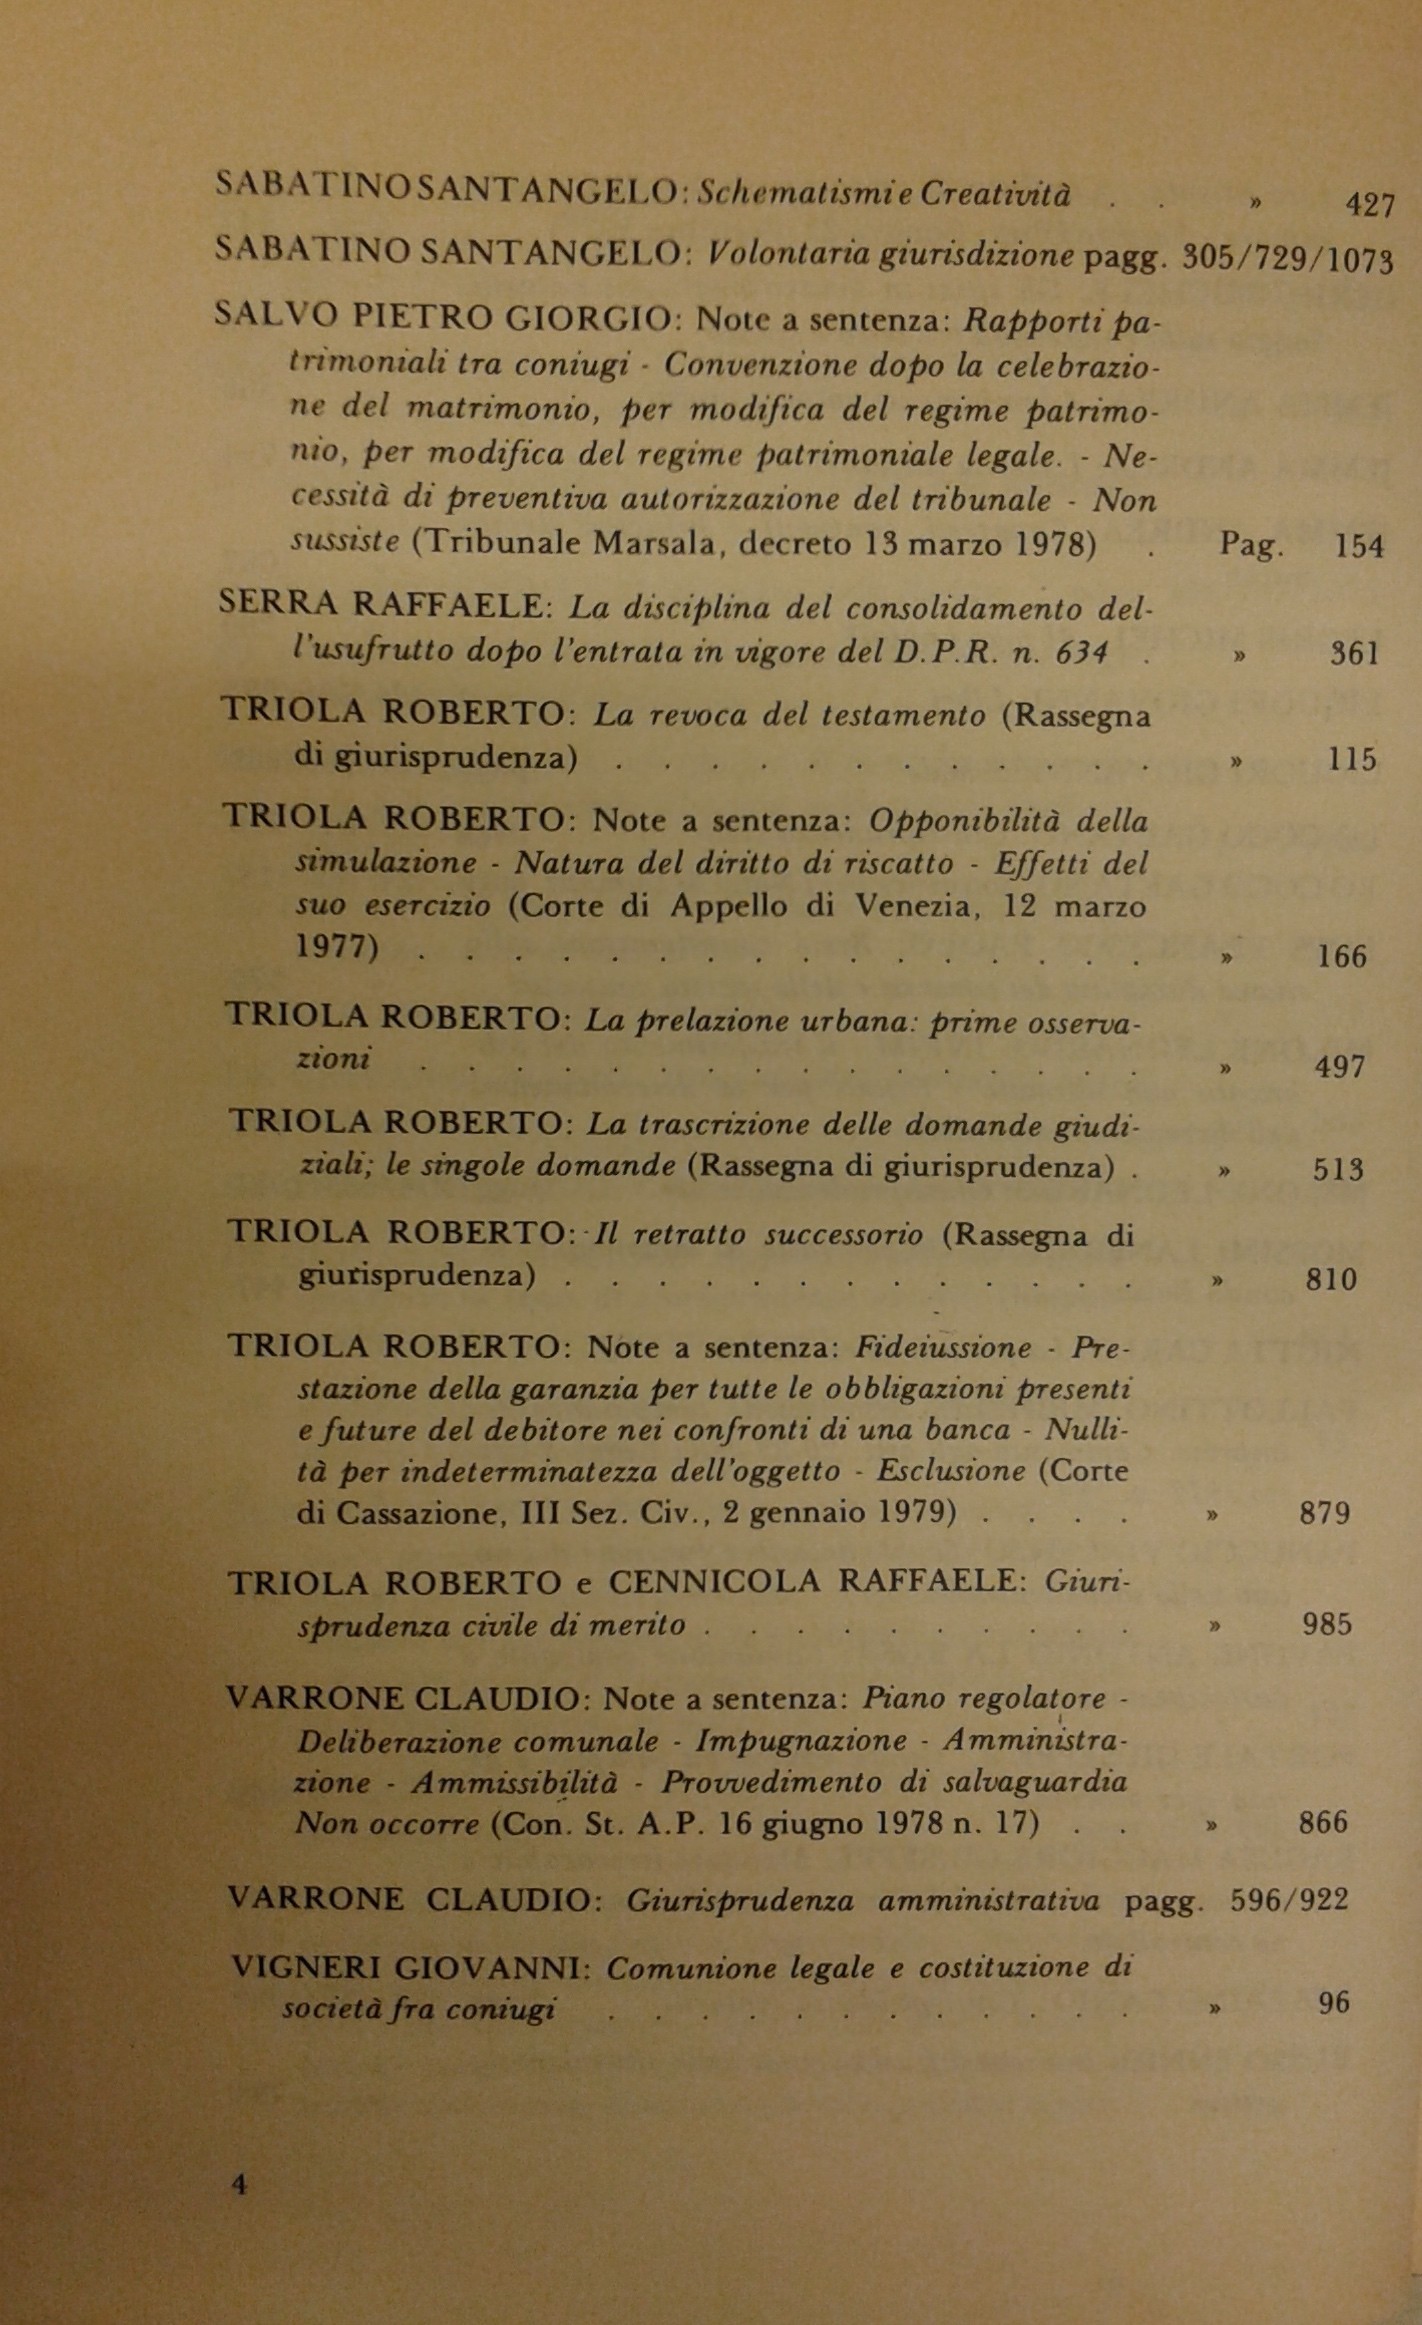 SABATINO SANTANGELO: Schematismi e Creatività . . » 427
SABATINO SANTANGELO: Volontaria giurisdizione pagg. 305/729/1073
SALVO PIETRO GIORGIO: Note a sentenza: Rapporti pa-
trimoniali tra coniugi - Convenzione dopo la celebrazio-
ne del matrimonio, per modifica del regime patrimo-
nio, per modifica del regime patrimoniale legale. - Ne-
cessità di preventiva autorizzazione del tribunale - Non
sussiste (Tribunale Marsala, decreto 13 marzo 1978) . Pag. 154
SERRA RAFFAELE: La disciplina del consolidamento del-
l'usufrutto dopo l'entrata in vigore del D.P.R. n. 634 . » 361
TRIOLA ROBERTO: La revoca del testamento (Rassegna
di giurisprudenza) . . . . . . . . . . . . » 115
TRIOLA ROBERTO: Note a sentenza: Opponibilità della
simulazione - Natura del diritto di riscatto - Effetti del
suo esercizio (Corte di Appello di Venezia, 12 marzo
1977) . . . . . . . . . . . . . . . . » 166
TRIOLA ROBERTO: La prelazione urbana: prime osserva-
zioni . . . . . . . . . . . . . . . . » 497
TRIOLA ROBERTO: La trascrizione delle domande giudi-
ziali; le singole domande (Rassegna di giurisprudenza) . » 513
TRIOLA ROBERTO: Il retratto successorio (Rassegna di
giurisprudenza) . . . . . . . . . . . . . » 810
TRIOLA ROBERTO: Note a sentenza: Fideiussione - Pre-
stazione della garanzia per tutte le obbligazioni presenti
e future del debitore nei confronti di una banca - Nulli-
tà per indeterminatezza dell'oggetto - Esclusione (Corte
di Cassazione, III Sez. Civ., 2 gennaio 1979) . . . . » 879
TRIOLA ROBERTO e CENNICOLA RAFFAELE: Giuri-
sprudenza civile di merito . . . . . . . . . . » 985
VARRONE CLAUDIO: Note a sentenza: Piano regolatore -
Deliberazione comunale - Impugnazione - Amministra-
zione - Ammissibilità - Provvedimento di salvaguardia
Non occorre (Con. St. A.P. 16 giugno 1978 n. 17) . . » 866
VARRONE CLAUDIO: Giurisprudenza amministrativa pagg. 596/922
VIGNERI GIOVANNI: Comunione legale e costituzione di
società fra coniugi . . . . . . . . . . . . » 96
4